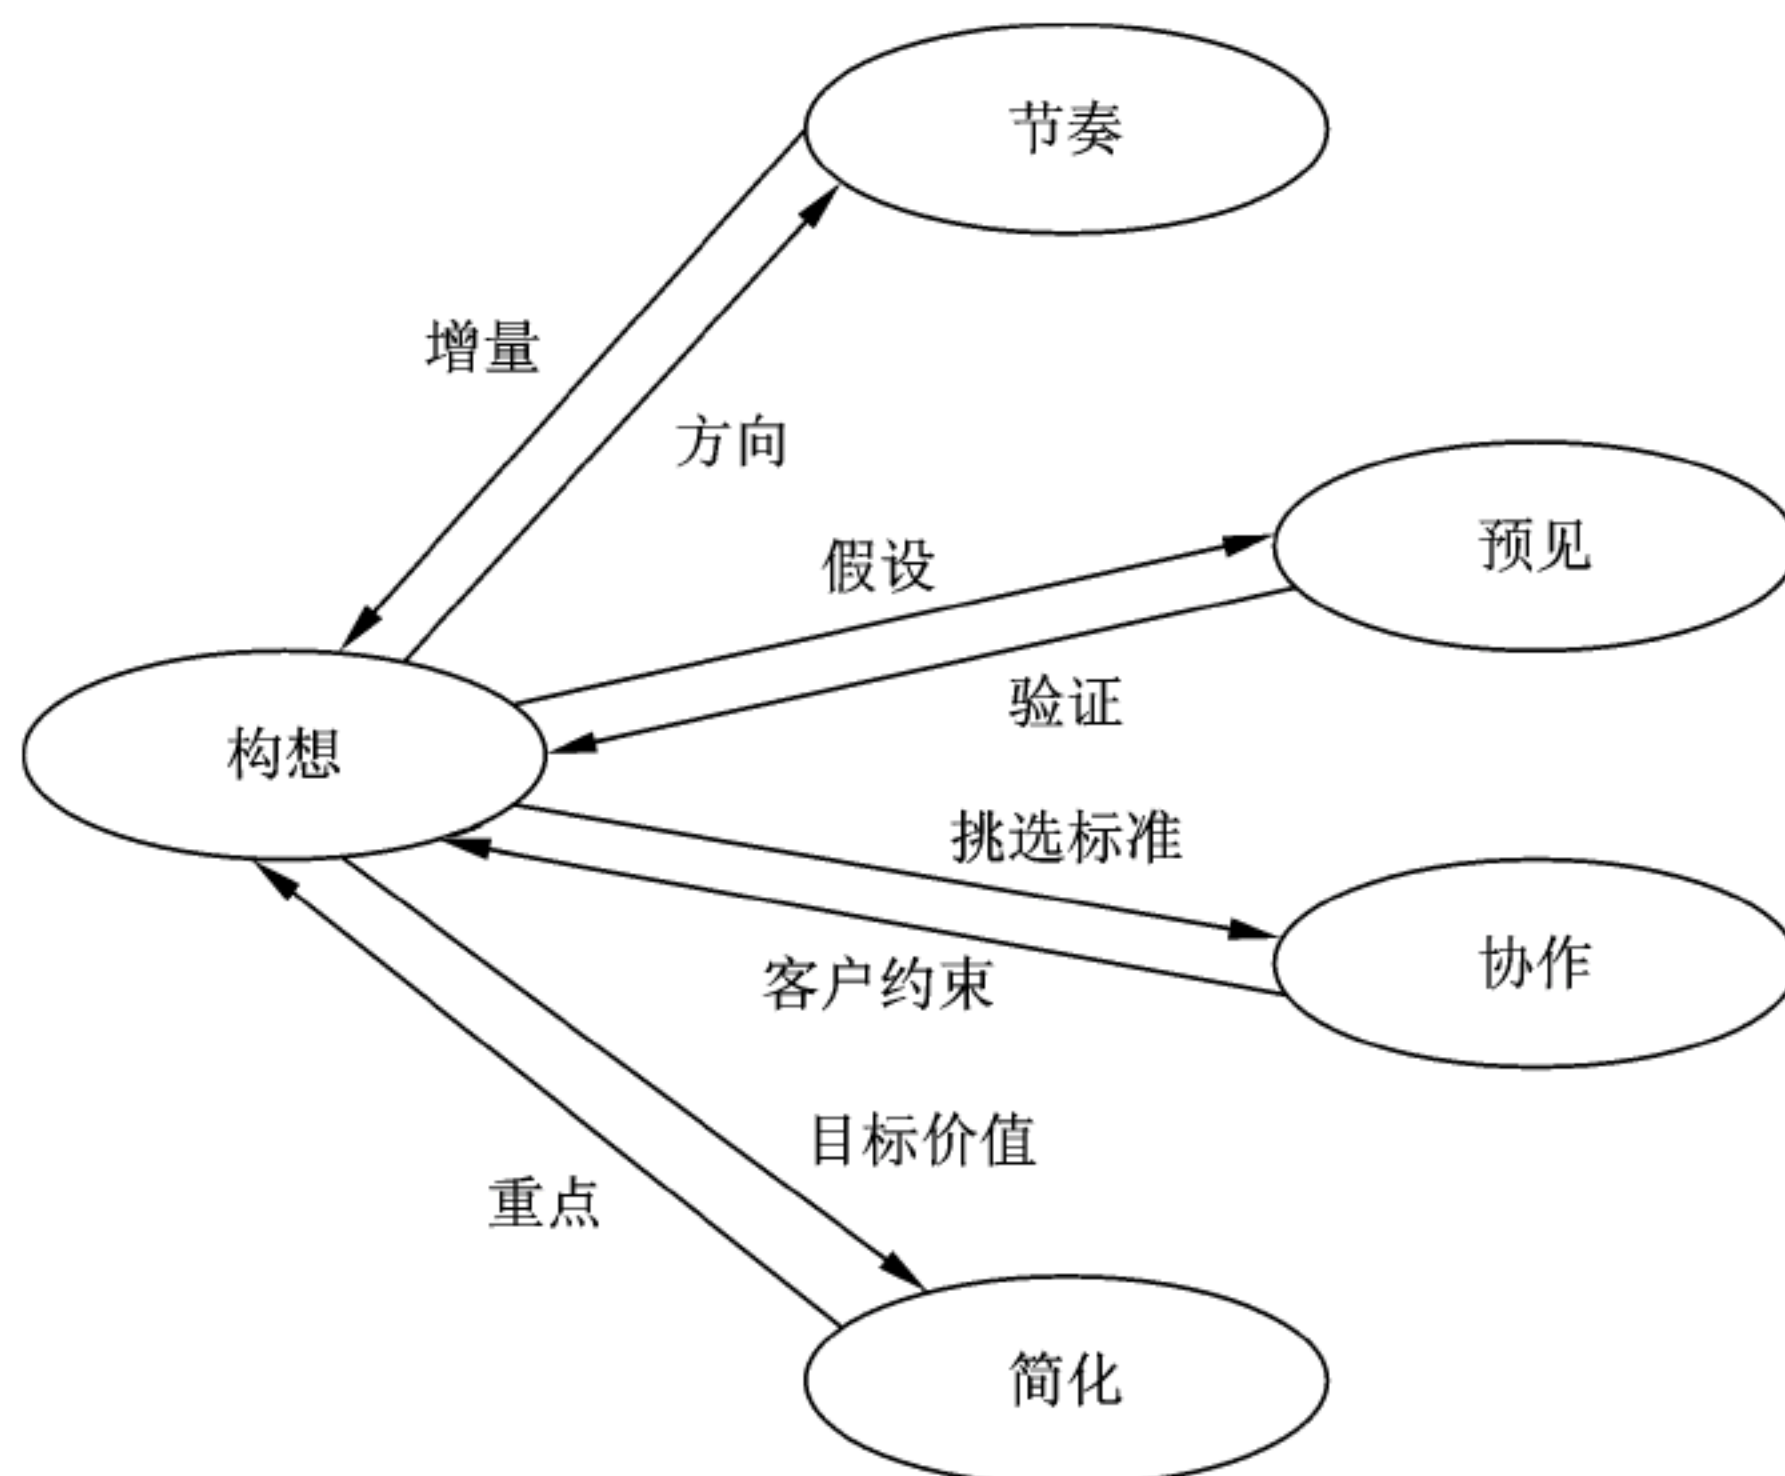 节奏
增量
方向
预见
假设
验证
构想
挑选标准
协作
客户约束
目标价值
重点
简化